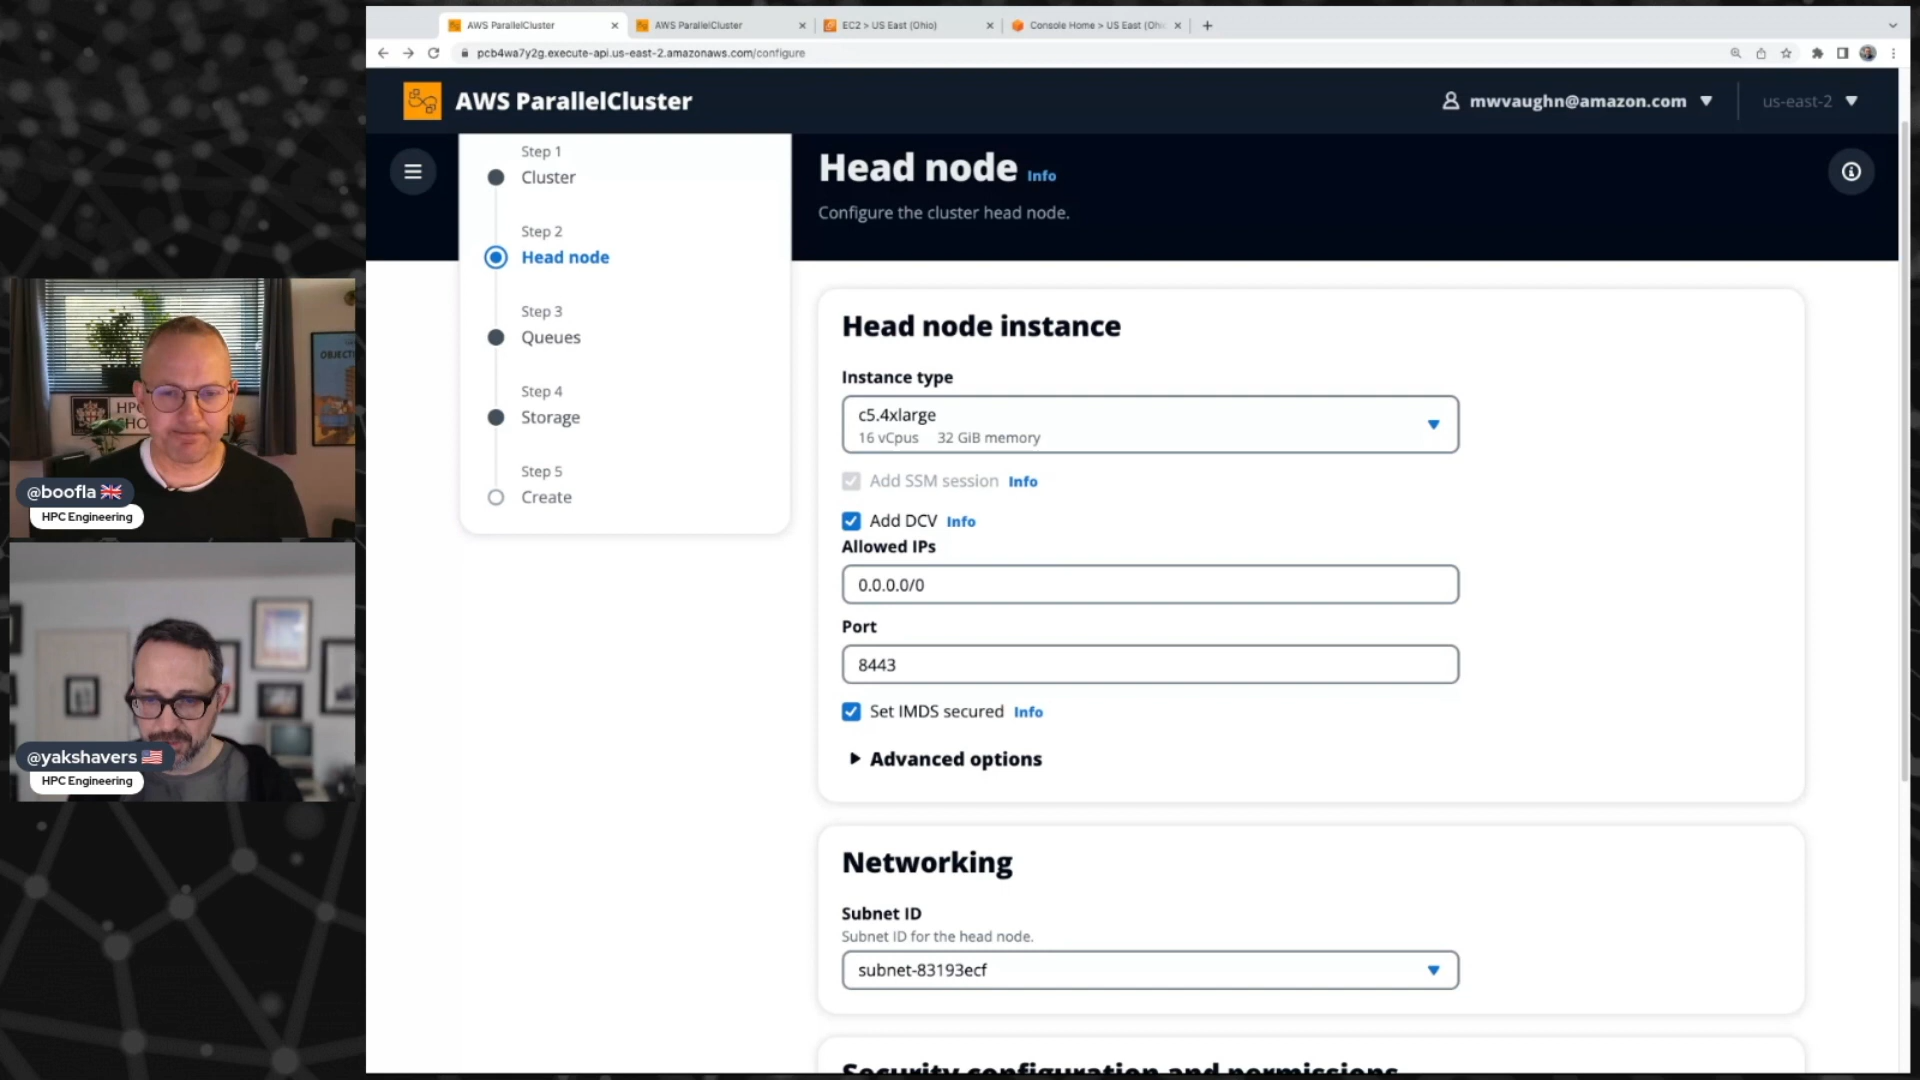 AWS ParallelCluster
AWS ParallelCluster
EC2 > US East (Ohio)
Console Home > US East (Ohi
pcb4wa7y2g.execute-api.us-east-2.amazonaws.com/configure
AWS ParallelCluster
mwvaughn@amazon.com
us-east-2
Step 1
Cluster
Step 2
Head node
Step 3
Queues
Step 4
Storage
Step 5
Create
Head node Info
Configure the cluster head node.
Head node instance
Instance type
c5.4xlarge
16 vCpus 32 GiB memory
Add SSM session Info
Add DCV Info
Allowed IPs
0.0.0.0/0
Port
8443
Set IMDS secured Info
Advanced options
Networking
Subnet ID
Subnet ID for the head node.
subnet-83193ecf
Security configuration and permissions
OBJECTI
@boofla
HPC Engineering
@yakshavers
HPC Engineering